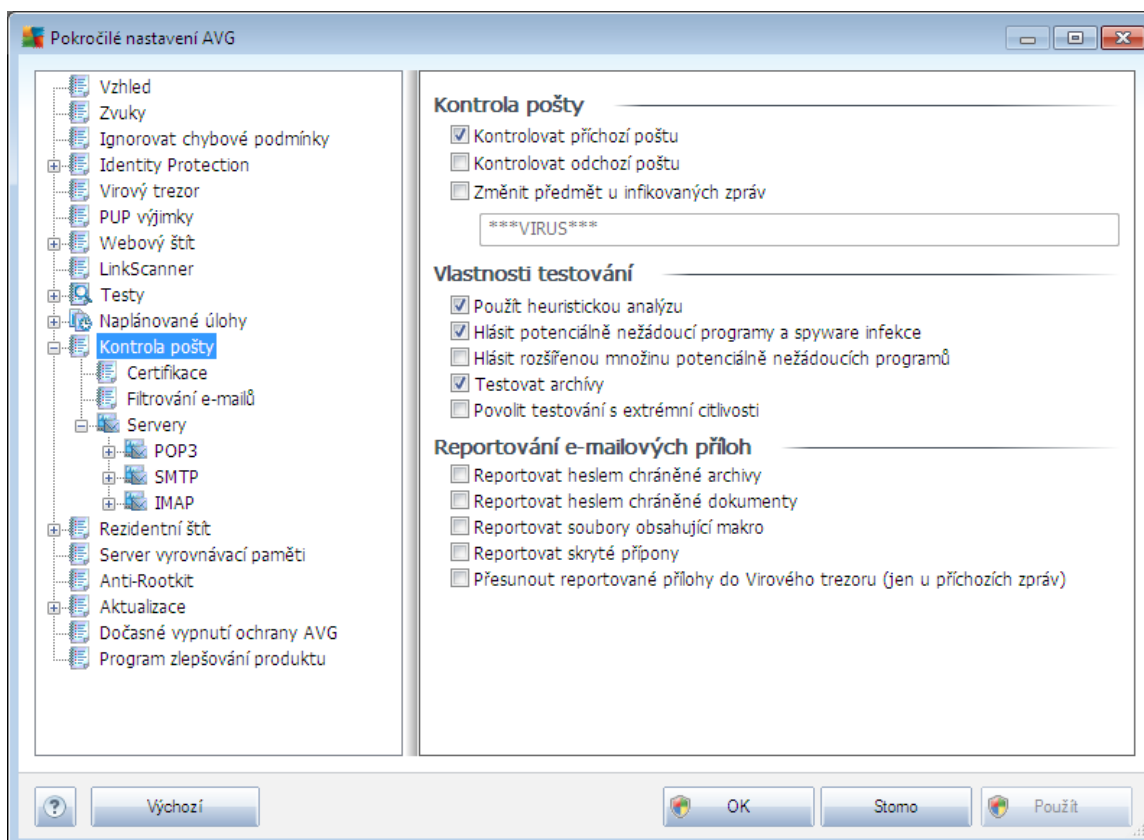 Pokročilé nastavení AVG
Vzhled
Zvuky
Ignorovat chybové podmínky
Identity Protection
Virový trezor
PUP výjimky
Webový štít
LinkScanner
Testy
Naplánované úlohy
Kontrola pošty
Certifikace
Filtrování e-mailů
Servery
POP3
SMTP
IMAP
Rezidentní štít
Server vyrovnávací paměti
Anti-Rootkit
Aktualizace
Dočasné vypnutí ochrany AVG
Program zlepšování produktu
Kontrola pošty
Kontrolovat příchozí poštu
Kontrolovat odchozí poštu
Změnit předmět u infikovaných zpráv
***VIRUS***
Vlastnosti testování
Použít heuristickou analýzu
Hlásit potenciálně nežádoucí programy a spyware infekce
Hlásit rozšířenou množinu potenciálně nežádoucích programů
Testovat archívy
Povolit testování s extrémní citlivosti
Reportování e-mailových příloh
Reportovat heslem chráněné archivy
Reportovat heslem chráněné dokumenty
Reportovat soubory obsahující makro
Reportovat skryté přípony
Přesunout reportované přílohy do Virového trezoru (jen u příchozích zpráv)
?
Výchozí
OK
Storno
Použít